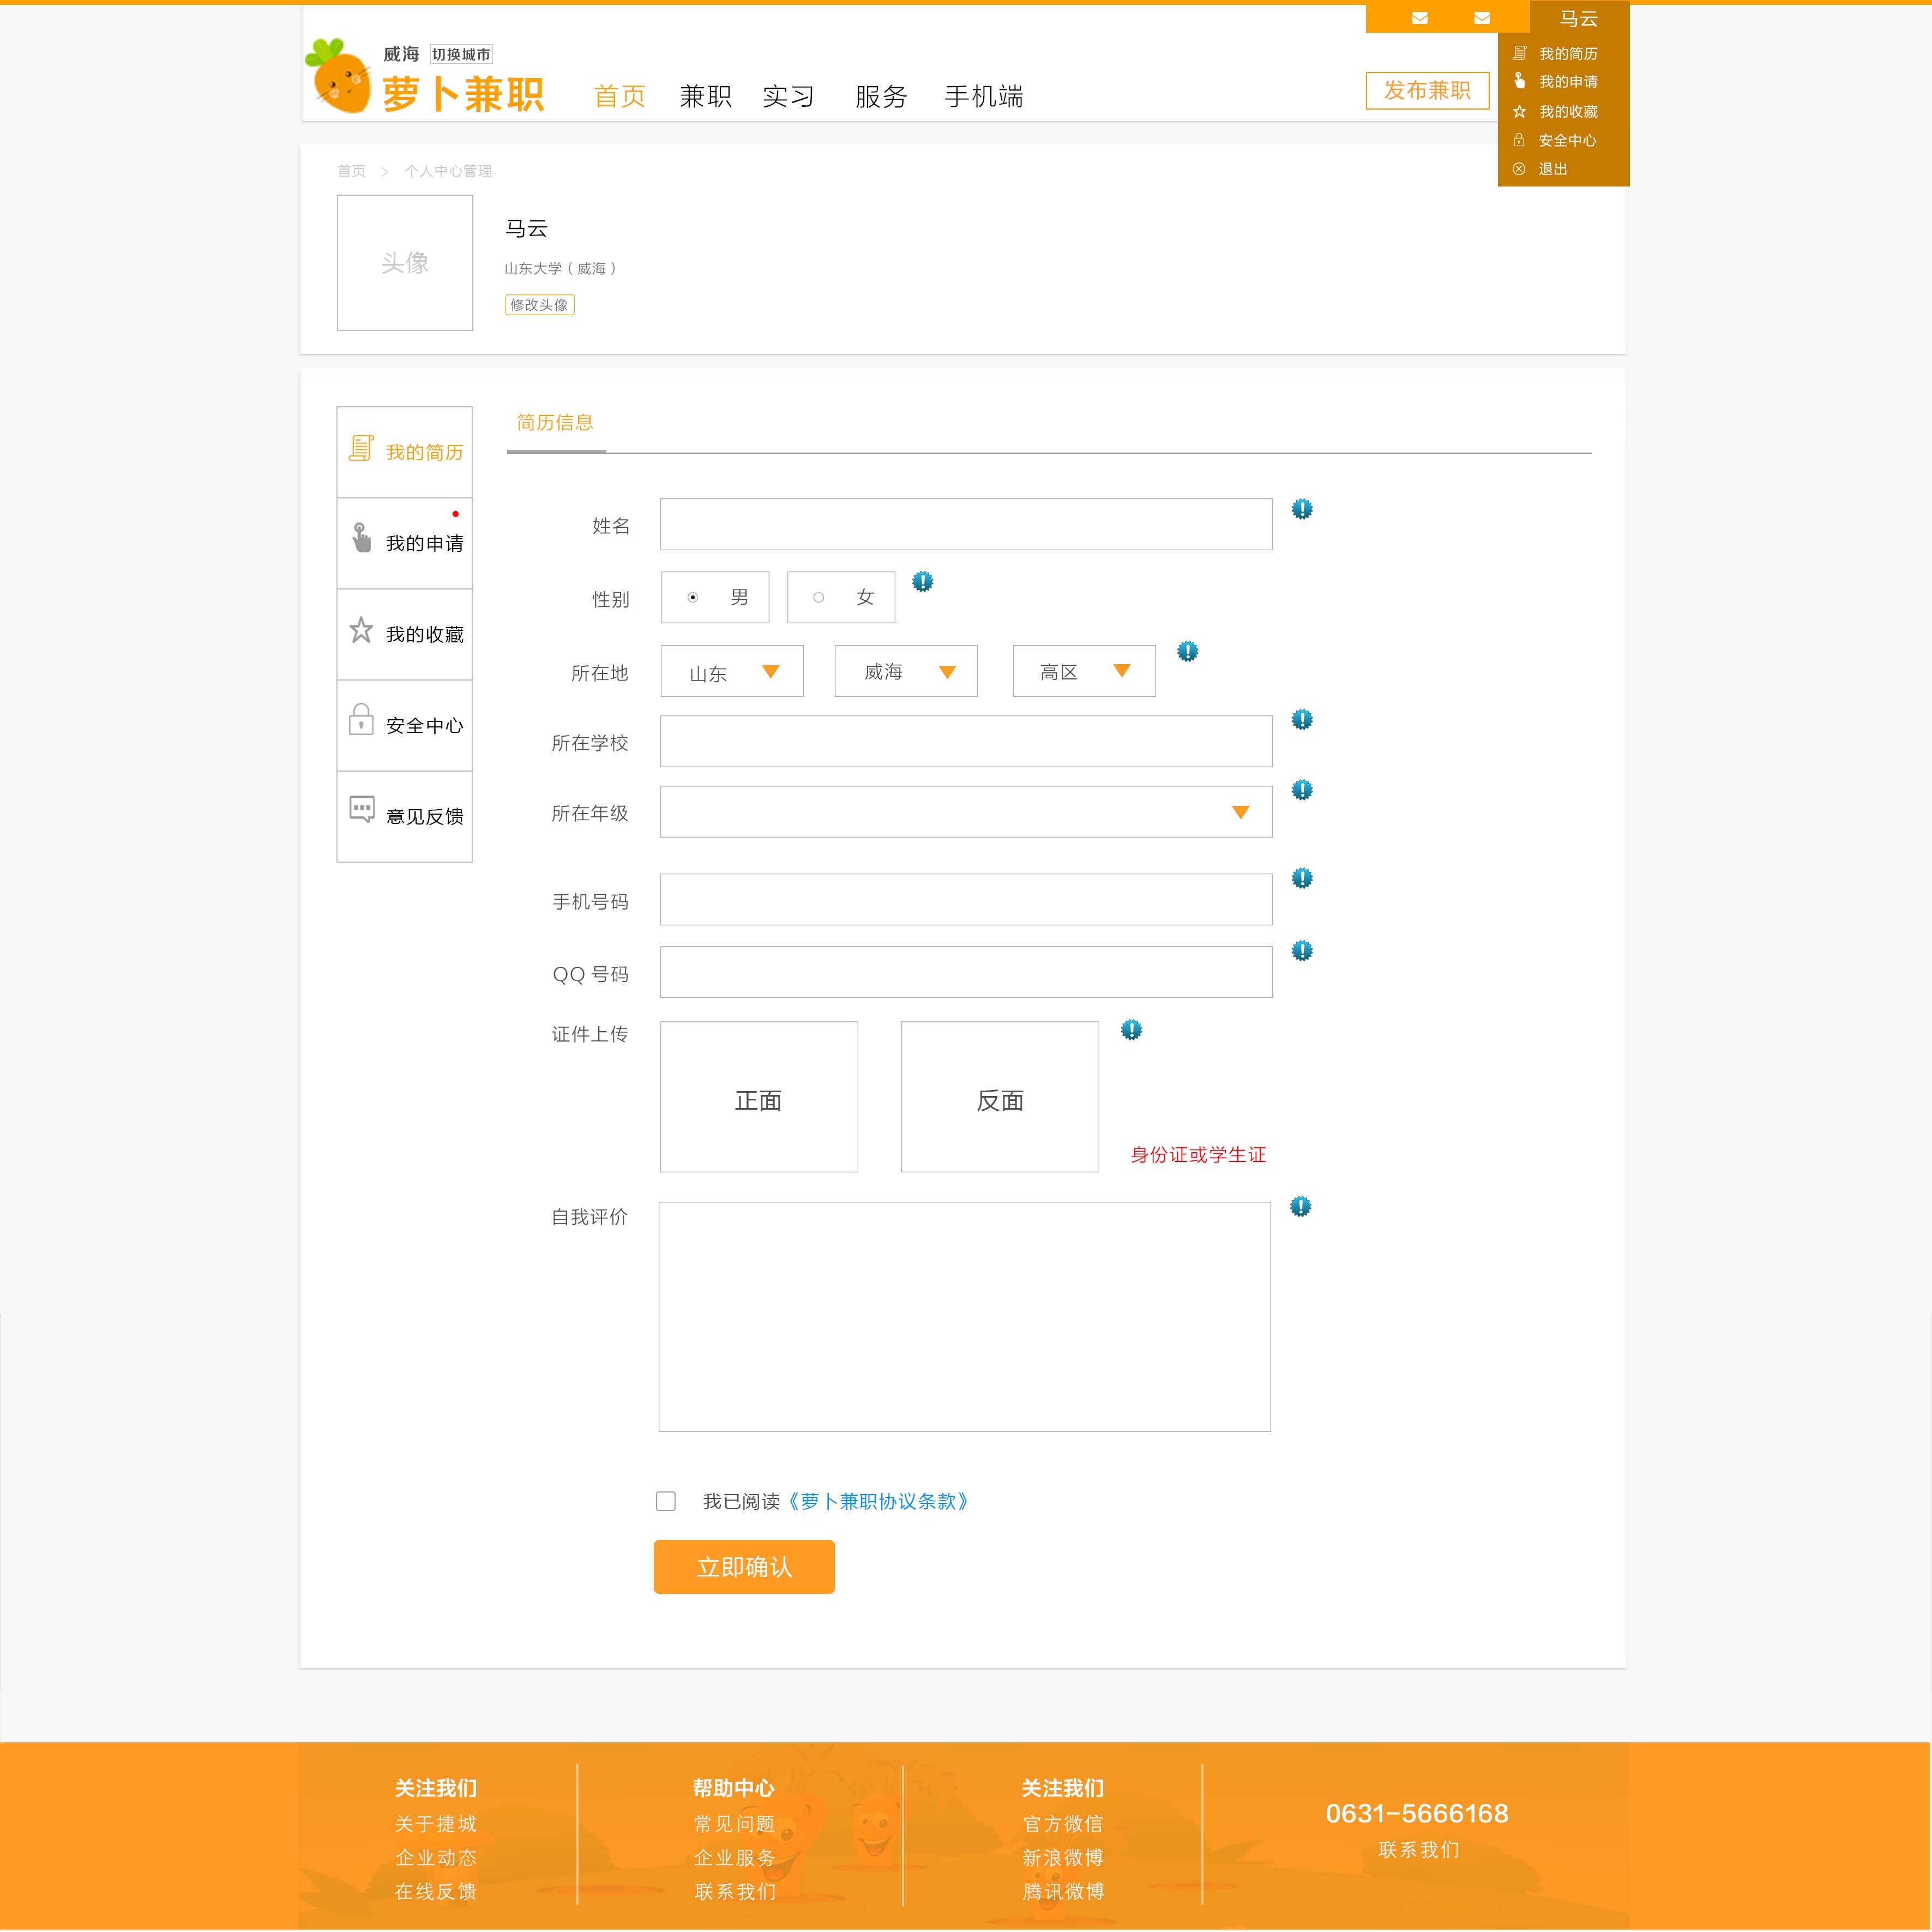 马云
威海 切换城市
萝卜兼职
首页 兼职 实习 服务 手机端
发布兼职
我的简历
我的申请
我的收藏
安全中心
退出
首页 > 个人中心管理
头像
马云
山东大学（威海）
修改头像
我的简历
我的申请
我的收藏
安全中心
意见反馈
简历信息
姓名
性别 男 女
所在地 山东 威海 高区
所在学校
所在年级
手机号码
QQ 号码
证件上传
正面 反面
身份证或学生证
自我评价
我已阅读《萝卜兼职协议条款》
立即确认
关注我们
关于捷城
企业动态
在线反馈
帮助中心
常见问题
企业服务
联系我们
关注我们
官方微信
新浪微博
腾讯微博
0631-5666168
联系我们